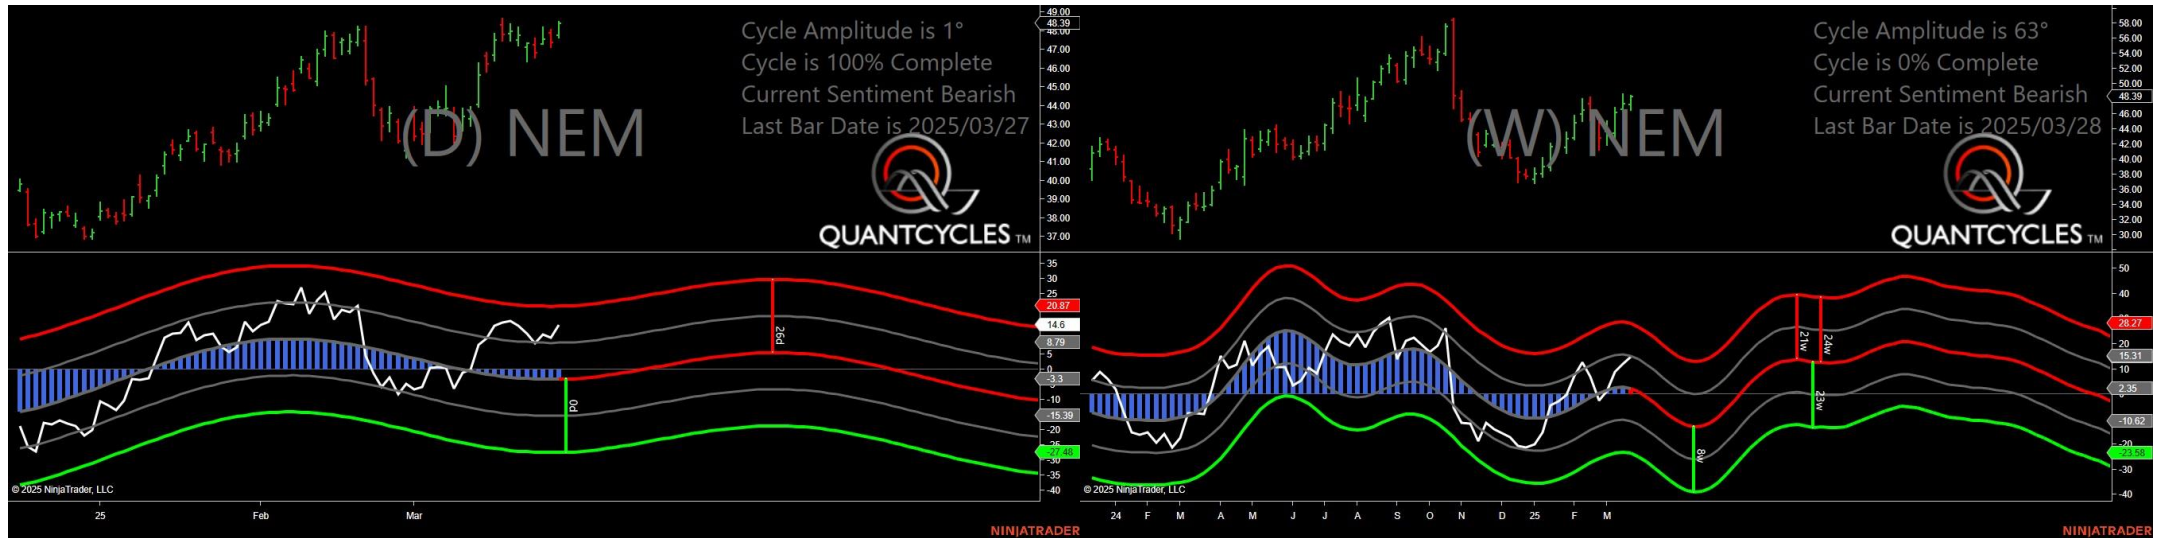 Cycle Amplitude is 1°
Cycle is 100% Complete
Current Sentiment Bearish
Last Bar Date is 2025/03/27
(D) NEM
QUANTCYCLES TM
49.00
48.39
48.00
47.00
46.00
45.00
44.00
43.00
42.00
41.00
40.00
39.00
38.00
37.00
35
30
25
20.87
14.6
8.79
5
0
-3.3
-10
-15.39
-20
-27.48
-30
-35
-40
26d
0d
© 2025 NinjaTrader, LLC
25 Feb Mar
NINJATRADER
Cycle Amplitude is 63°
Cycle is 0% Complete
Current Sentiment Bearish
Last Bar Date is 2025/03/28
(W) NEM
QUANTCYCLES TM
58.00
56.00
54.00
52.00
50.00
48.39
46.00
44.00
42.00
40.00
38.00
36.00
34.00
32.00
30.00
50
40
28.27
20
15.31
10
2.35
-10.62
-20
-23.58
-30
-40
21w
24w
23w
8w
© 2025 NinjaTrader, LLC
24 F M A M J J A S O N D 25 F M
NINJATRADER